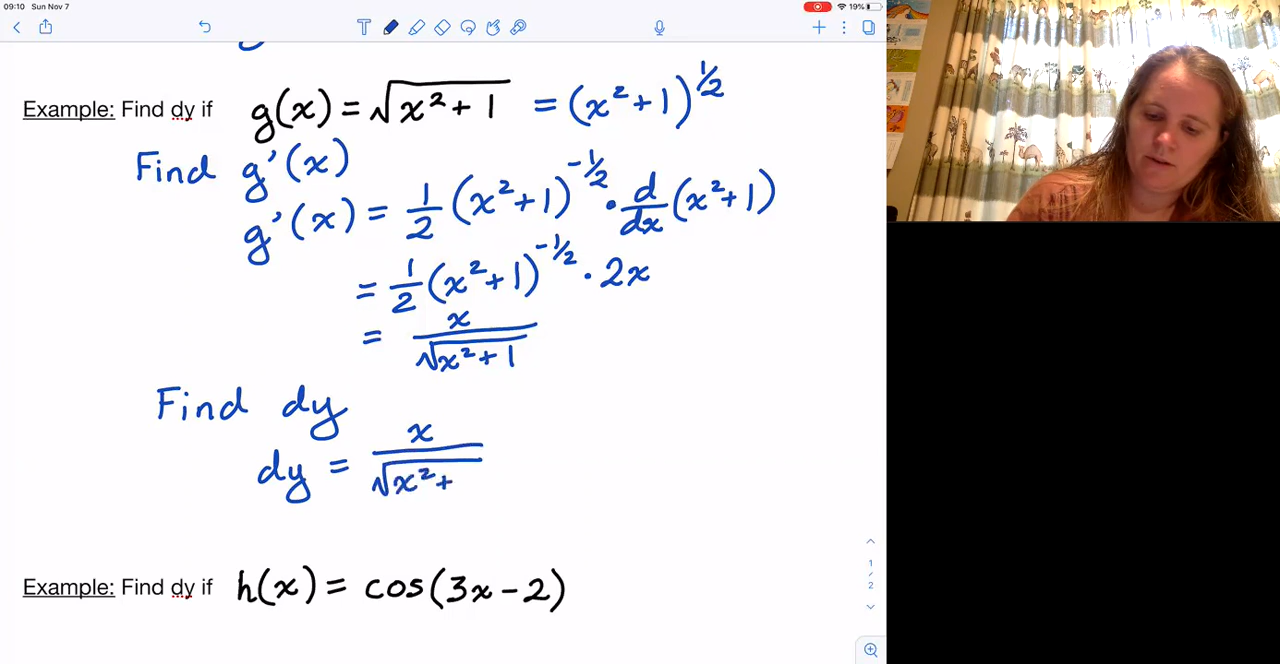 09:10 Sun Nov 7
19%
Example: Find dy if g(x) = √(x² + 1) = (x² + 1)^½
Find g'(x)
g'(x) = 1/2 (x² + 1)^-½ · d/dx (x² + 1)
= 1/2 (x² + 1)^-½ · 2x
= x/√(x² + 1)
Find dy
dy = x/√(x² +
1
/
2
Example: Find dy if h(x) = cos(3x - 2)